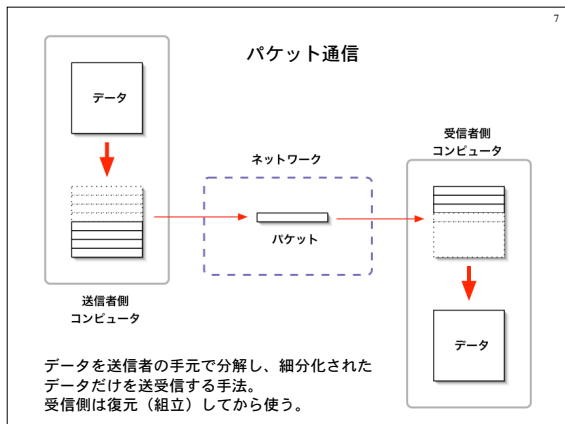 7
パケット通信
データ
受信者側
コンピュータ
ネットワーク
パケット
送信者側
コンピュータ
データ
データを送信者の手元で分解し、細分化された
データだけを送受信する手法。
受信側は復元（組立）してから使う。